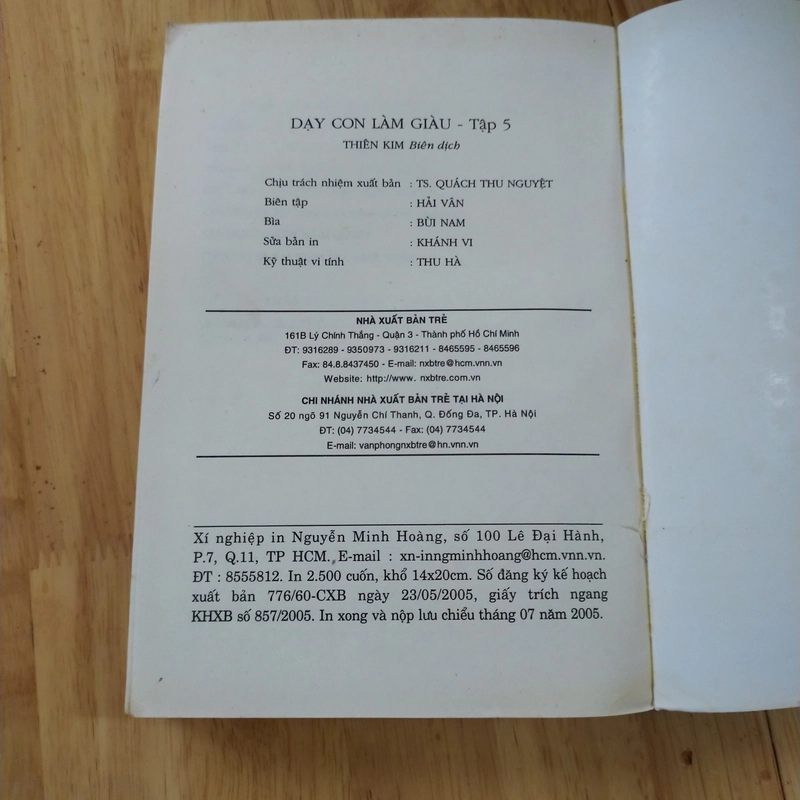 DẠY CON LÀM GIÀU - Tập 5
THIÊN KIM Biên dịch
Chịu trách nhiệm xuất bản : TS. QUÁCH THU NGUYỆT
Biên tập : HẢI VÂN
Bìa : BÙI NAM
Sửa bản in : KHÁNH VI
Kỹ thuật vi tính : THU HÀ
NHÀ XUẤT BẢN TRẺ
161B Lý Chính Thắng - Quận 3 - Thành phố Hồ Chí Minh
ĐT: 9316289 - 9350973 - 9316211 - 8465595 - 8465596
Fax: 84.8.8437450 - E-mail: nxbtre@hcm.vnn.vn
Website: http://www. nxbtre.com.vn
CHI NHÁNH NHÀ XUẤT BẢN TRẺ TẠI HÀ NỘI
Số 20 ngõ 91 Nguyễn Chí Thanh, Q. Đống Đa, TP. Hà Nội
ĐT: (04) 7734544 - Fax: (04) 7734544
E-mail: vanphongnxbtre@hn.vnn.vn
Xí nghiệp in Nguyễn Minh Hoàng, số 100 Lê Đại Hành,
P.7, Q.11, TP HCM. E-mail : xn-inngminhhoang@hcm.vnn.vn.
ĐT : 8555812. In 2.500 cuốn, khổ 14x20cm. Số đăng ký kế hoạch
xuất bản 776/60-CXB ngày 23/05/2005, giấy trích ngang
KHXB số 857/2005. In xong và nộp lưu chiểu tháng 07 năm 2005.